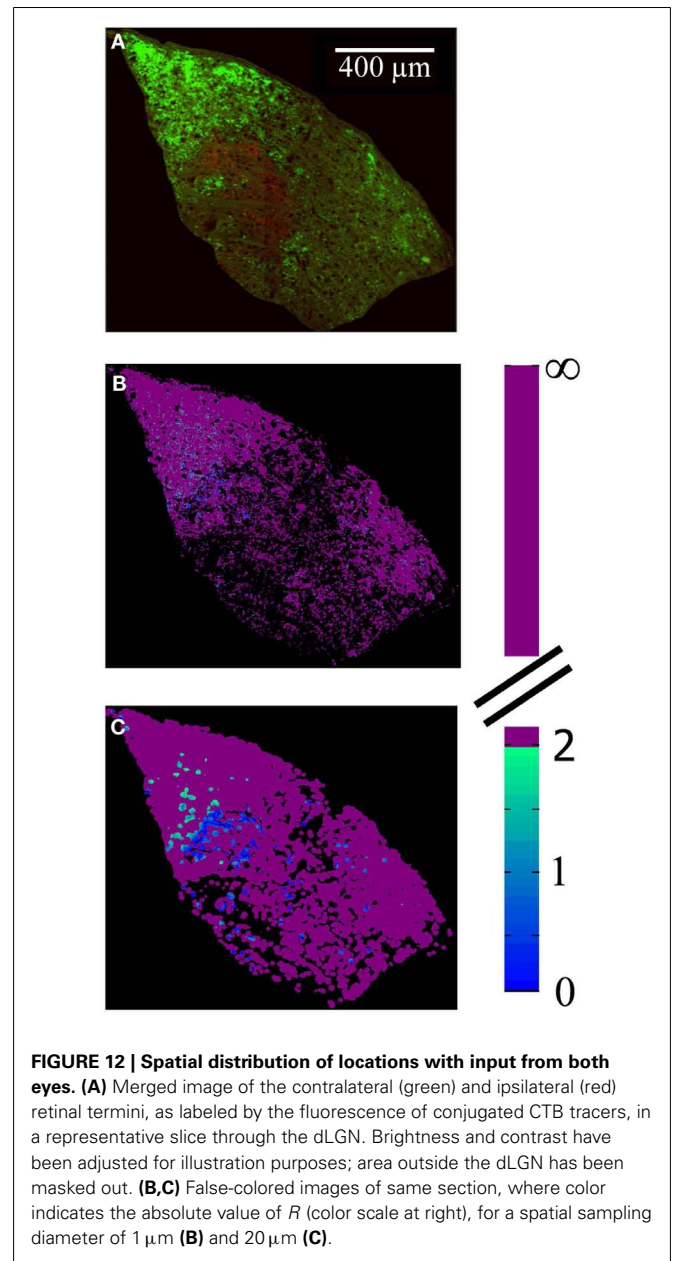 A
400 µm
B
∞
C
2
1
0
FIGURE 12 | Spatial distribution of locations with input from both
eyes. (A) Merged image of the contralateral (green) and ipsilateral (red)
retinal termini, as labeled by the fluorescence of conjugated CTB tracers, in
a representative slice through the dLGN. Brightness and contrast have
been adjusted for illustration purposes; area outside the dLGN has been
masked out. (B,C) False-colored images of same section, where color
indicates the absolute value of R (color scale at right), for a spatial sampling
diameter of 1 µm (B) and 20 µm (C).